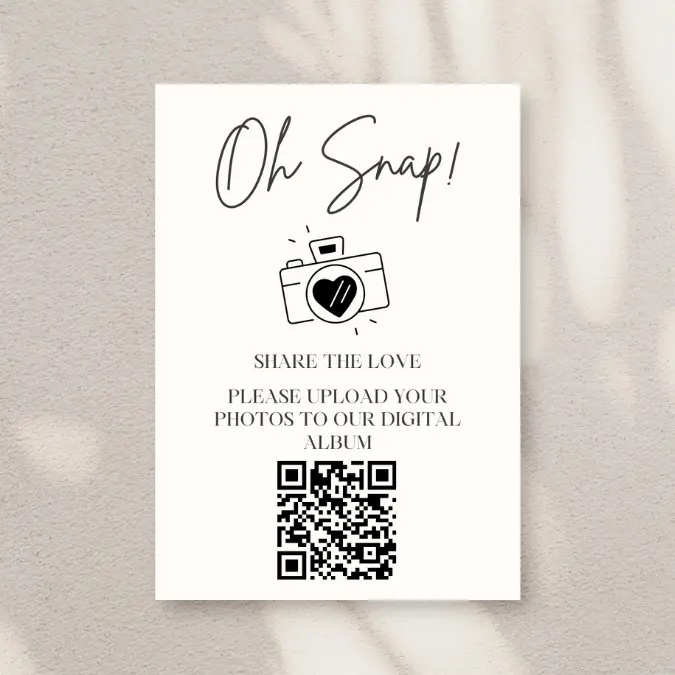 Oh Snap!
SHARE THE LOVE
PLEASE UPLOAD YOUR
PHOTOS TO OUR DIGITAL
ALBUM